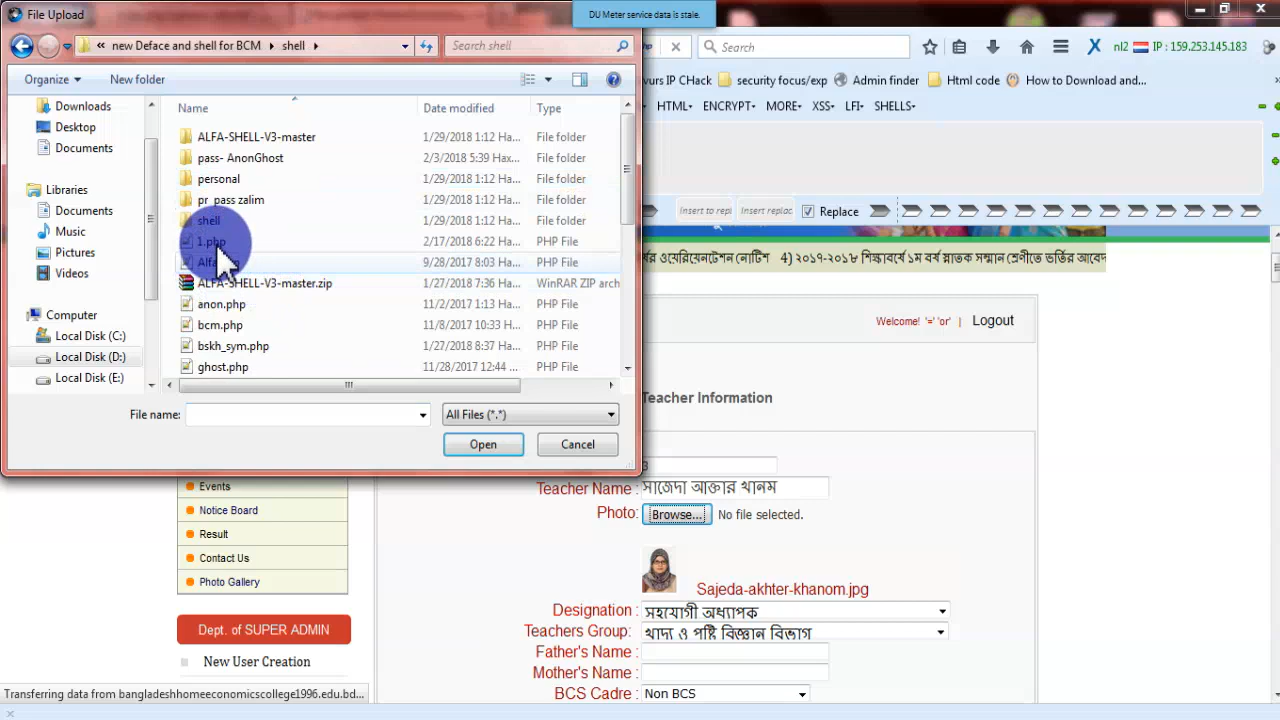 File Upload
DU Meter service data is stale.
« new Deface and shell for BCM ▸ shell ▸
Search shell
Search
nl2 IP : 159.253.145.183
Organize
New folder
vurs IP CHack
security focus/exp
Admin finder
Html code
How to Download and...
HTML
ENCRYPT
MORE
XSS
LFI
SHELLS
Name
Date modified
Type
Downloads
Desktop
Documents
Libraries
Documents
Music
Pictures
Videos
Computer
Local Disk (C:)
Local Disk (D:)
Local Disk (E:)
ALFA-SHELL-V3-master 1/29/2018 1:12 Ha... File folder
pass- AnonGhost 2/3/2018 5:39 Hax... File folder
personal 1/29/2018 1:12 Ha... File folder
pr pass zalim 1/29/2018 1:12 Ha... File folder
shell 1/29/2018 1:12 Ha... File folder
1.php 2/17/2018 6:22 Ha... PHP File
Alfa 9/28/2017 8:03 Ha... PHP File
ALFA-SHELL-V3-master.zip 1/27/2018 7:36 Ha... WinRAR ZIP arch
anon.php 11/2/2017 1:13 Ha... PHP File
bcm.php 11/8/2017 10:33 H... PHP File
bskh_sym.php 1/27/2018 8:37 Ha... PHP File
ghost.php 11/28/2017 12:44 ... PHP File
File name:
All Files (*.*)
Open
Cancel
Insert to repl
Insert replac
Replace
ওরিয়েনটেশন নোটিশ 4) ২০১৭-২০১৮ শিক্ষাবর্ষে ১ম বর্ষ স্নাতক সম্মান শ্রেণীতে ভর্তির আবেদ
Welcome! '=' 'or' | Logout
Teacher Information
3
Teacher Name : সাজেদা আক্তার খানম
Photo: Browse... No file selected.
Sajeda-akhter-khanom.jpg
Designation : সহযোগী অধ্যাপক
Teachers Group: খাদ্য ও পুষ্টি বিজ্ঞান বিভাগ
Father's Name :
Mother's Name :
BCS Cadre : Non BCS
Events
Notice Board
Result
Contact Us
Photo Gallery
Dept. of SUPER ADMIN
New User Creation
Transferring data from bangladeshhomeeconomicscollege1996.edu.bd...